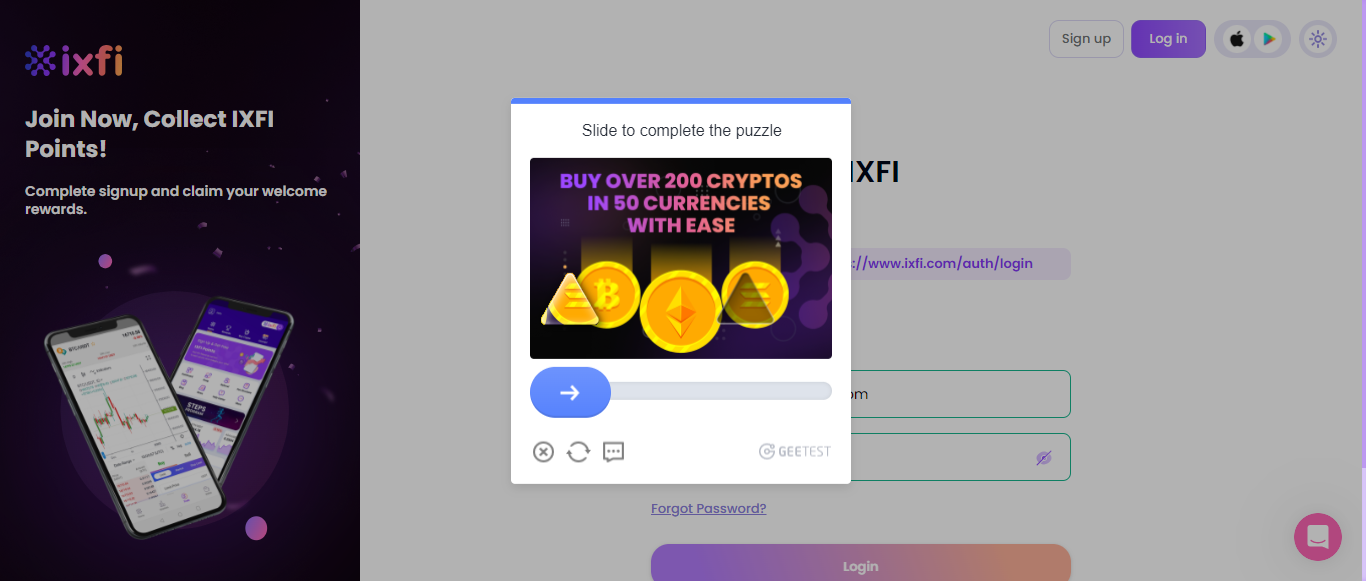 ixfi
Join Now, Collect IXFI
Points!
Complete signup and claim your welcome
rewards.
Sign up
Log in
IXFI
://www.ixfi.com/auth/login
Slide to complete the puzzle
BUY OVER 200 CRYPTOS
IN 50 CURRENCIES
WITH EASE
GEETEST
om
Forgot Password?
Login
STEPS